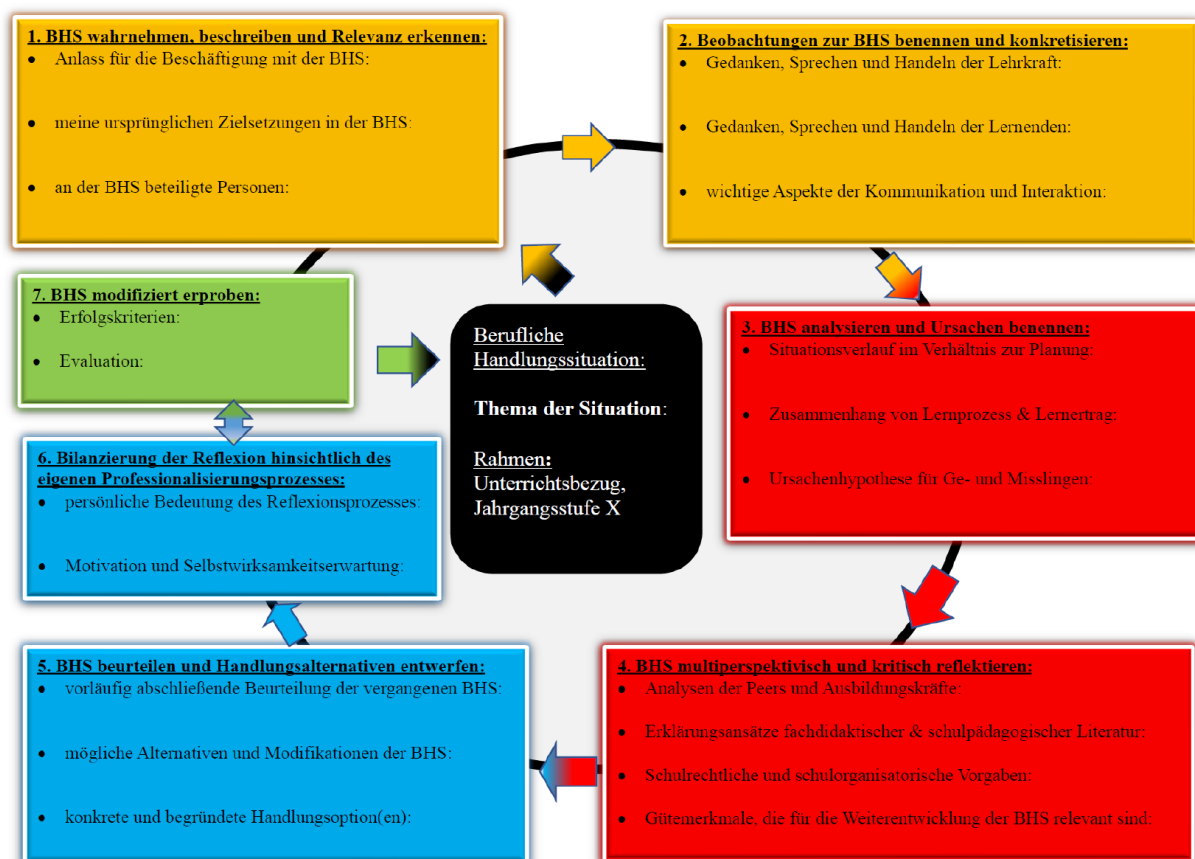 1. BHS wahrnehmen, beschreiben und Relevanz erkennen:
• Anlass für die Beschäftigung mit der BHS:
• meine ursprünglichen Zielsetzungen in der BHS:
• an der BHS beteiligte Personen:
2. Beobachtungen zur BHS benennen und konkretisieren:
• Gedanken, Sprechen und Handeln der Lehrkraft:
• Gedanken, Sprechen und Handeln der Lernenden:
• wichtige Aspekte der Kommunikation und Interaktion:
3. BHS analysieren und Ursachen benennen:
• Situationsverlauf im Verhältnis zur Planung:
• Zusammenhang von Lernprozess & Lernertrag:
• Ursachenhypothese für Ge- und Misslingen:
4. BHS multiperspektivisch und kritisch reflektieren:
• Analysen der Peers und Ausbildungskräfte:
• Erklärungsansätze fachdidaktischer & schulpädagogischer Literatur:
• Schulrechtliche und schulorganisatorische Vorgaben:
• Gütemerkmale, die für die Weiterentwicklung der BHS relevant sind:
5. BHS beurteilen und Handlungsalternativen entwerfen:
• vorläufig abschließende Beurteilung der vergangenen BHS:
• mögliche Alternativen und Modifikationen der BHS:
• konkrete und begründete Handlungsoption(en):
6. Bilanzierung der Reflexion hinsichtlich des
eigenen Professionalisierungsprozesses:
• persönliche Bedeutung des Reflexionsprozesses:
• Motivation und Selbstwirksamkeitserwartung:
7. BHS modifiziert erproben:
• Erfolgskriterien:
• Evaluation:
Berufliche
Handlungssituation:
Thema der Situation:
Rahmen:
Unterrichtsbezug,
Jahrgangsstufe X